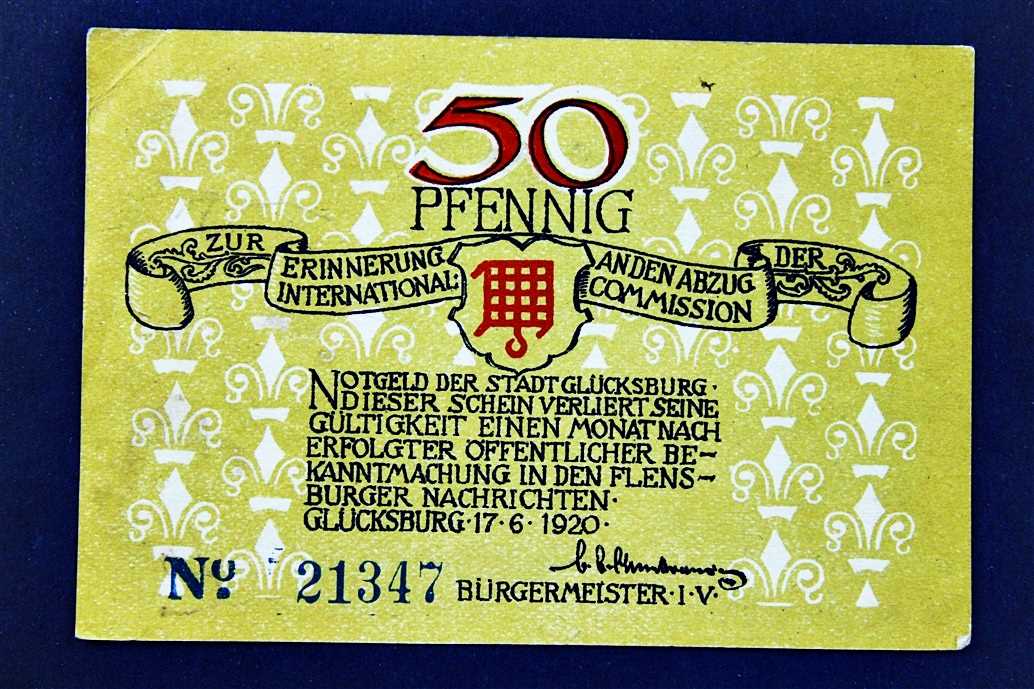 50
PFENNIG
ZUR ERINNERUNG AN DEN ABZUG DER
INTERNATIONAL: COMMISSION
NOTGELD DER STADT GLÜCKSBURG ·
DIESER SCHEIN VERLIERT SEINE
GÜLTIGKEIT EINEN MONAT NACH
ERFOLGTER ÖFFENTLICHER BE-
KANNTMACHUNG IN DEN FLENS-
BURGER NACHRICHTEN ·
GLÜCKSBURG · 17 · 6 · 1920 ·
No. 21347
BÜRGERMEISTER · I · V ·